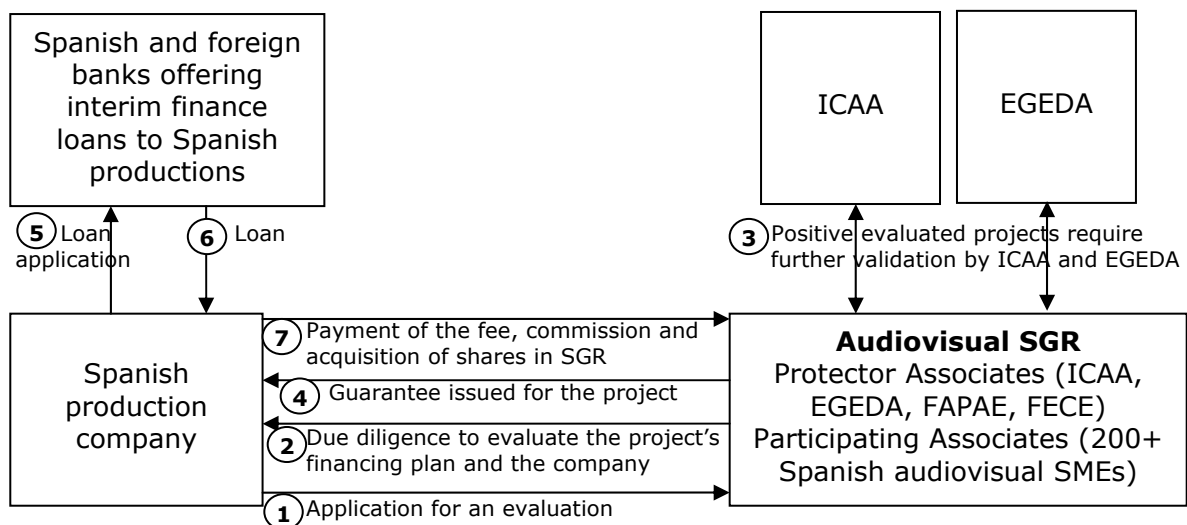 Spanish and foreign
banks offering
interim finance
loans to Spanish
productions
ICAA
EGEDA
5 Loan
application
6 Loan
3 Positive evaluated projects require
further validation by ICAA and EGEDA
Spanish
production
company
7 Payment of the fee, commission and
acquisition of shares in SGR
4 Guarantee issued for the project
2 Due diligence to evaluate the project’s
financing plan and the company
1 Application for an evaluation
Audiovisual SGR
Protector Associates (ICAA,
EGEDA, FAPAE, FECE)
Participating Associates (200+
Spanish audiovisual SMEs)